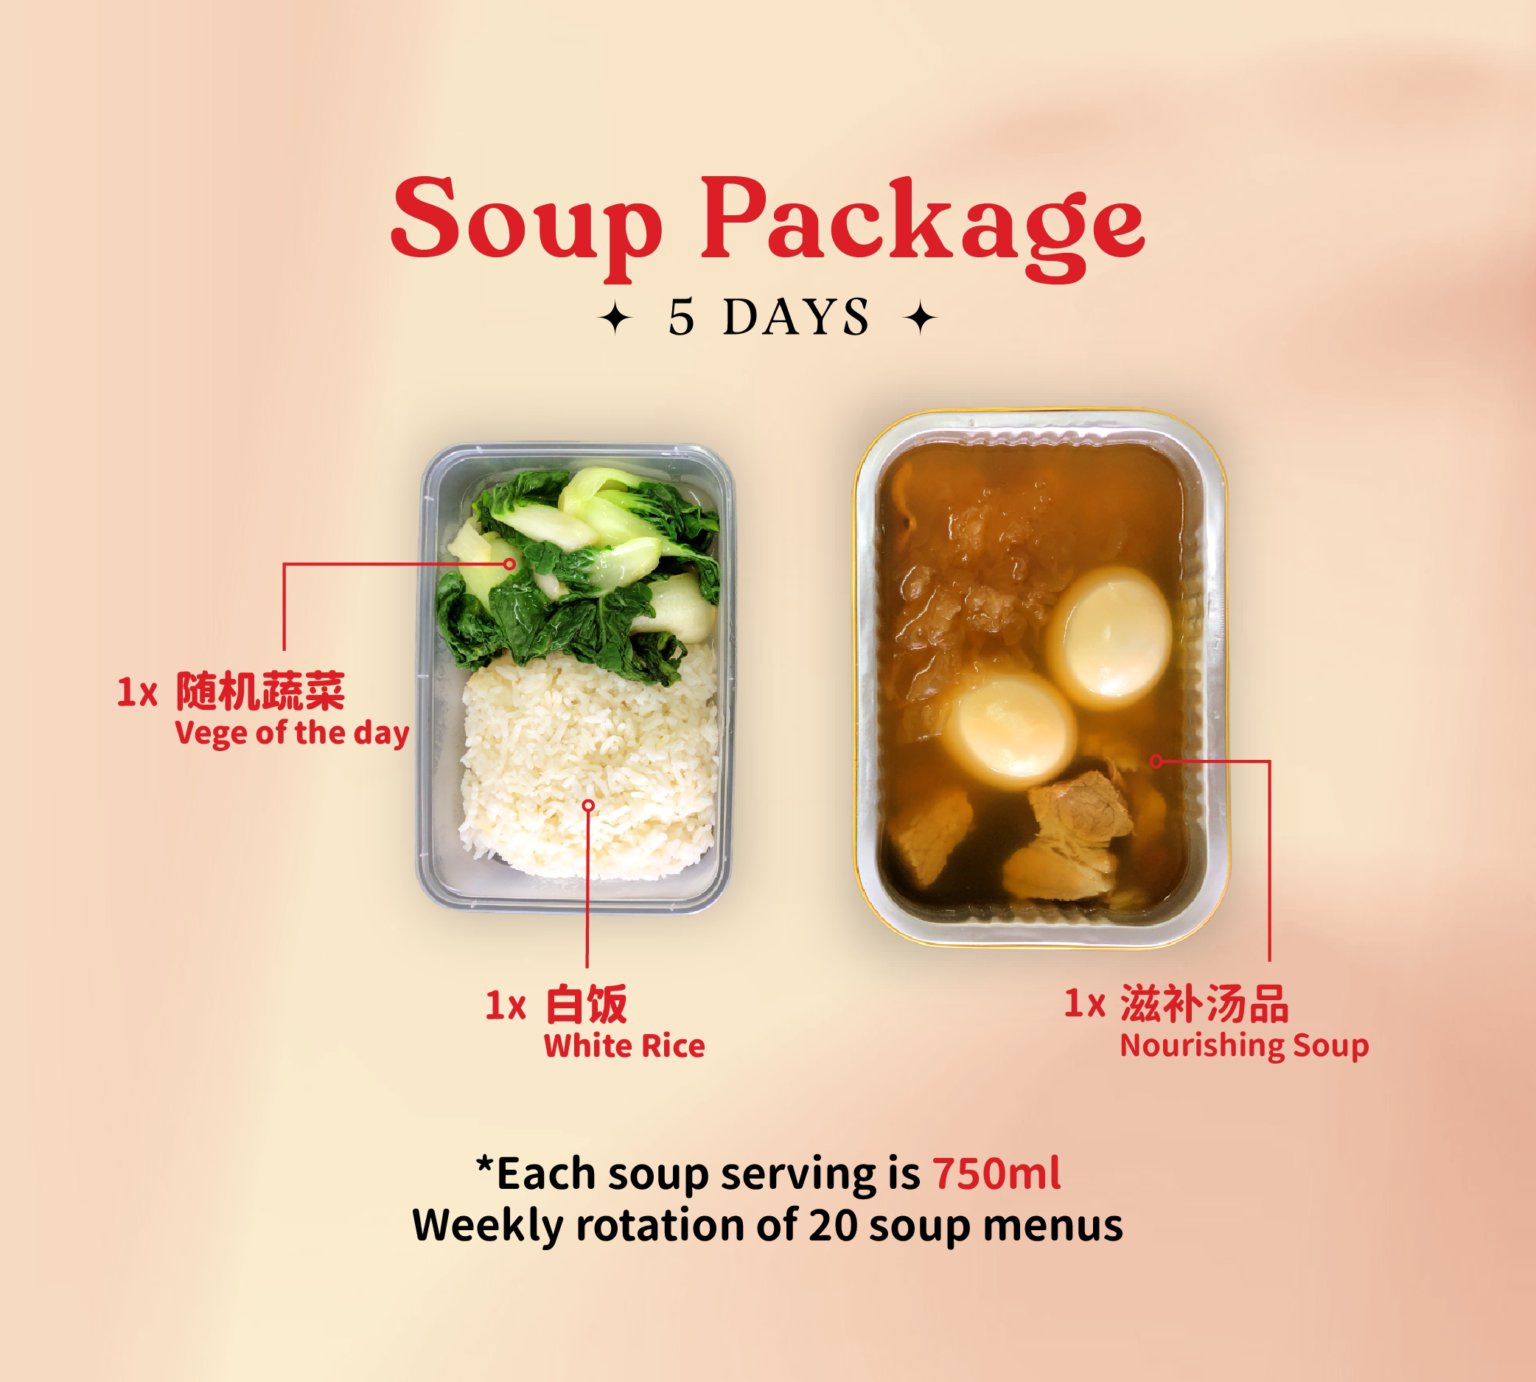 Soup Package
5 DAYS
1x 随机蔬菜
Vege of the day
1x 白饭
White Rice
1x 滋补汤品
Nourishing Soup
*Each soup serving is 750ml
Weekly rotation of 20 soup menus